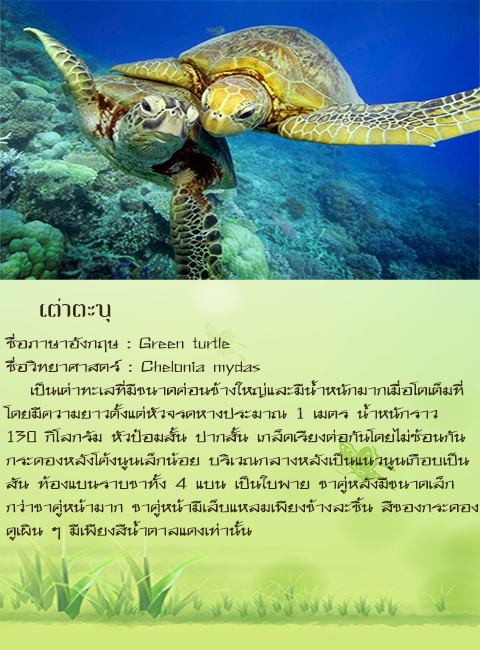 เต่าตะนุ
ชื่อภาษาอังกฤษ : Green turtle
ชื่อวิทยาศาสตร์ : Chelonia mydas
เป็นเต่าทะเลที่มีขนาดค่อนข้างใหญ่และมีน้ำหนักมากเมื่อโตเต็มที่
โดยมีความยาวตั้งแต่หัวจรดหางประมาณ 1 เมตร น้ำหนักราว
130 กิโลกรัม หัวป้อมสั้น ปากสั้น เกล็ดเรียงต่อกันโดยไม่ซ้อนกัน
กระดองหลังโค้งนูนเล็กน้อย บริเวณกลางหลังเป็นแนวนูนเกือบเป็น
สัน ท้องแบนราบขาทั้ง 4 แบน เป็นใบพาย ขาคู่หลังมีขนาดเล็ก
กว่าขาคู่หน้ามาก ขาคู่หน้ามีเล็บแหลมเพียงข้างละชิ้น สีของกระดอง
ดูเผิน ๆ มีเพียงสีน้ำตาลแดงเท่านั้น